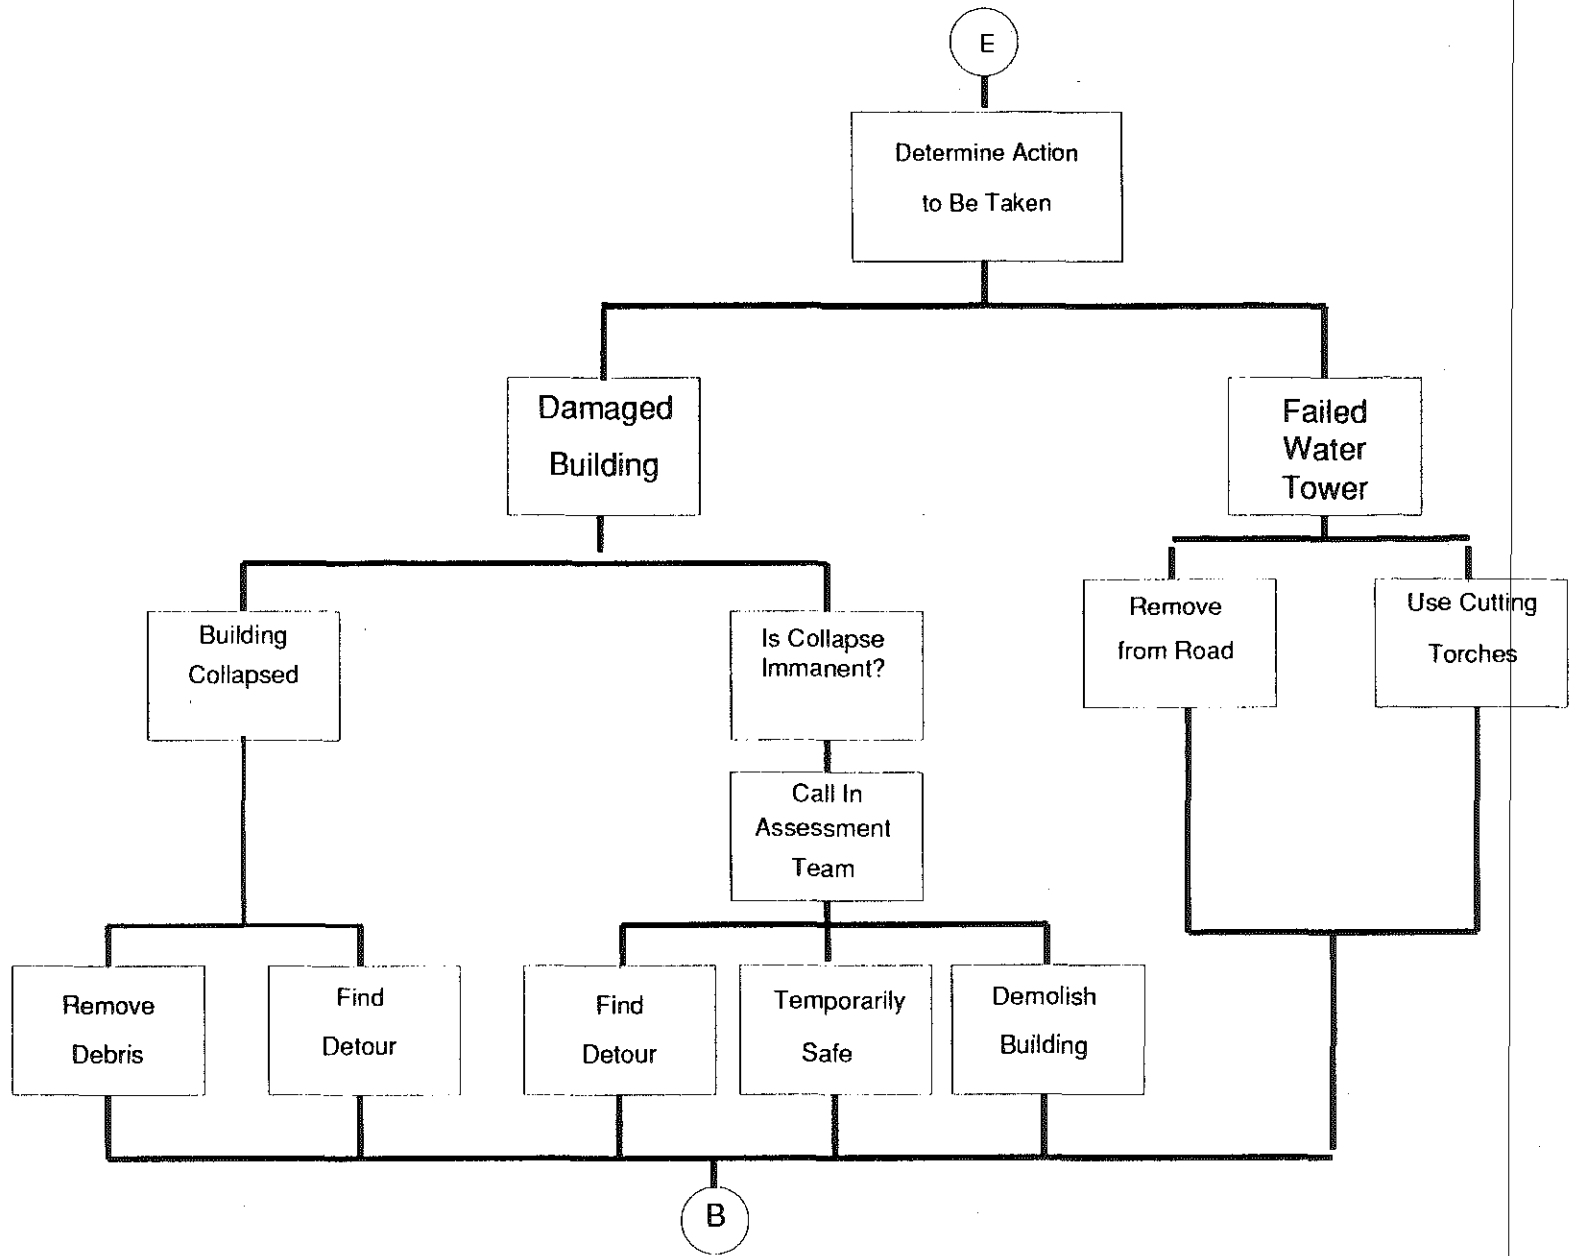 E
Determine Action
to Be Taken
Damaged
Building
Failed
Water
Tower
Building
Collapsed
Is Collapse
Immanent?
Remove
from Road
Use Cutting
Torches
Call In
Assessment
Team
Remove
Debris
Find
Detour
Find
Detour
Temporarily
Safe
Demolish
Building
B